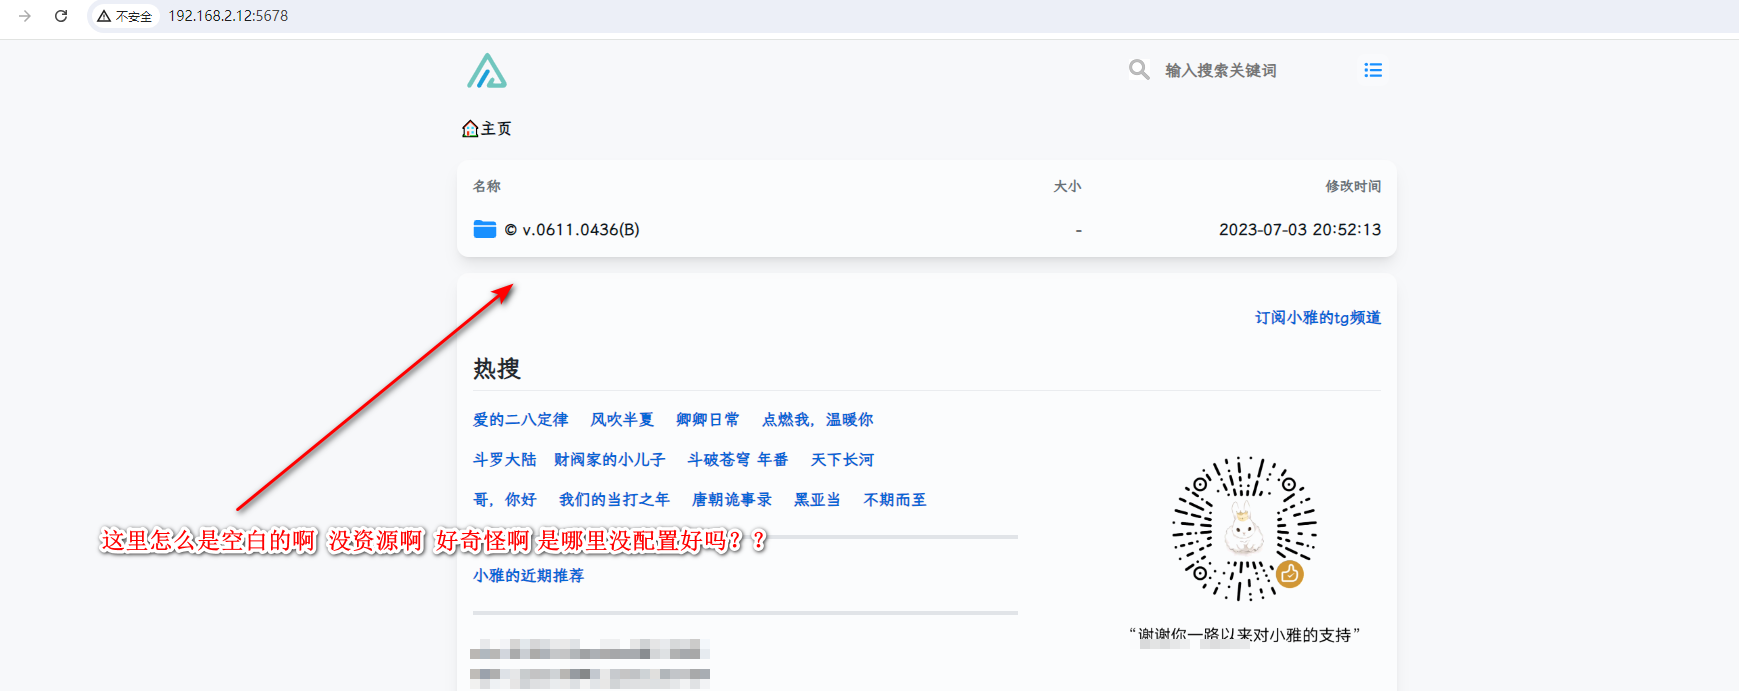 不安全 192.168.2.12:5678
输入搜索关键词
主页
名称 大小 修改时间
© v.0611.0436(B) - 2023-07-03 20:52:13
订阅小雅的tg频道
热搜
爱的二八定律 风吹半夏 卿卿日常 点燃我，温暖你
斗罗大陆 财阀家的小儿子 斗破苍穹 年番 天下长河
哥，你好 我们的当打之年 唐朝诡事录 黑亚当 不期而至
这里怎么是空白的啊 没资源啊 好奇怪啊 是哪里没配置好吗？？
小雅的近期推荐
“谢谢你一路以来对小雅的支持”